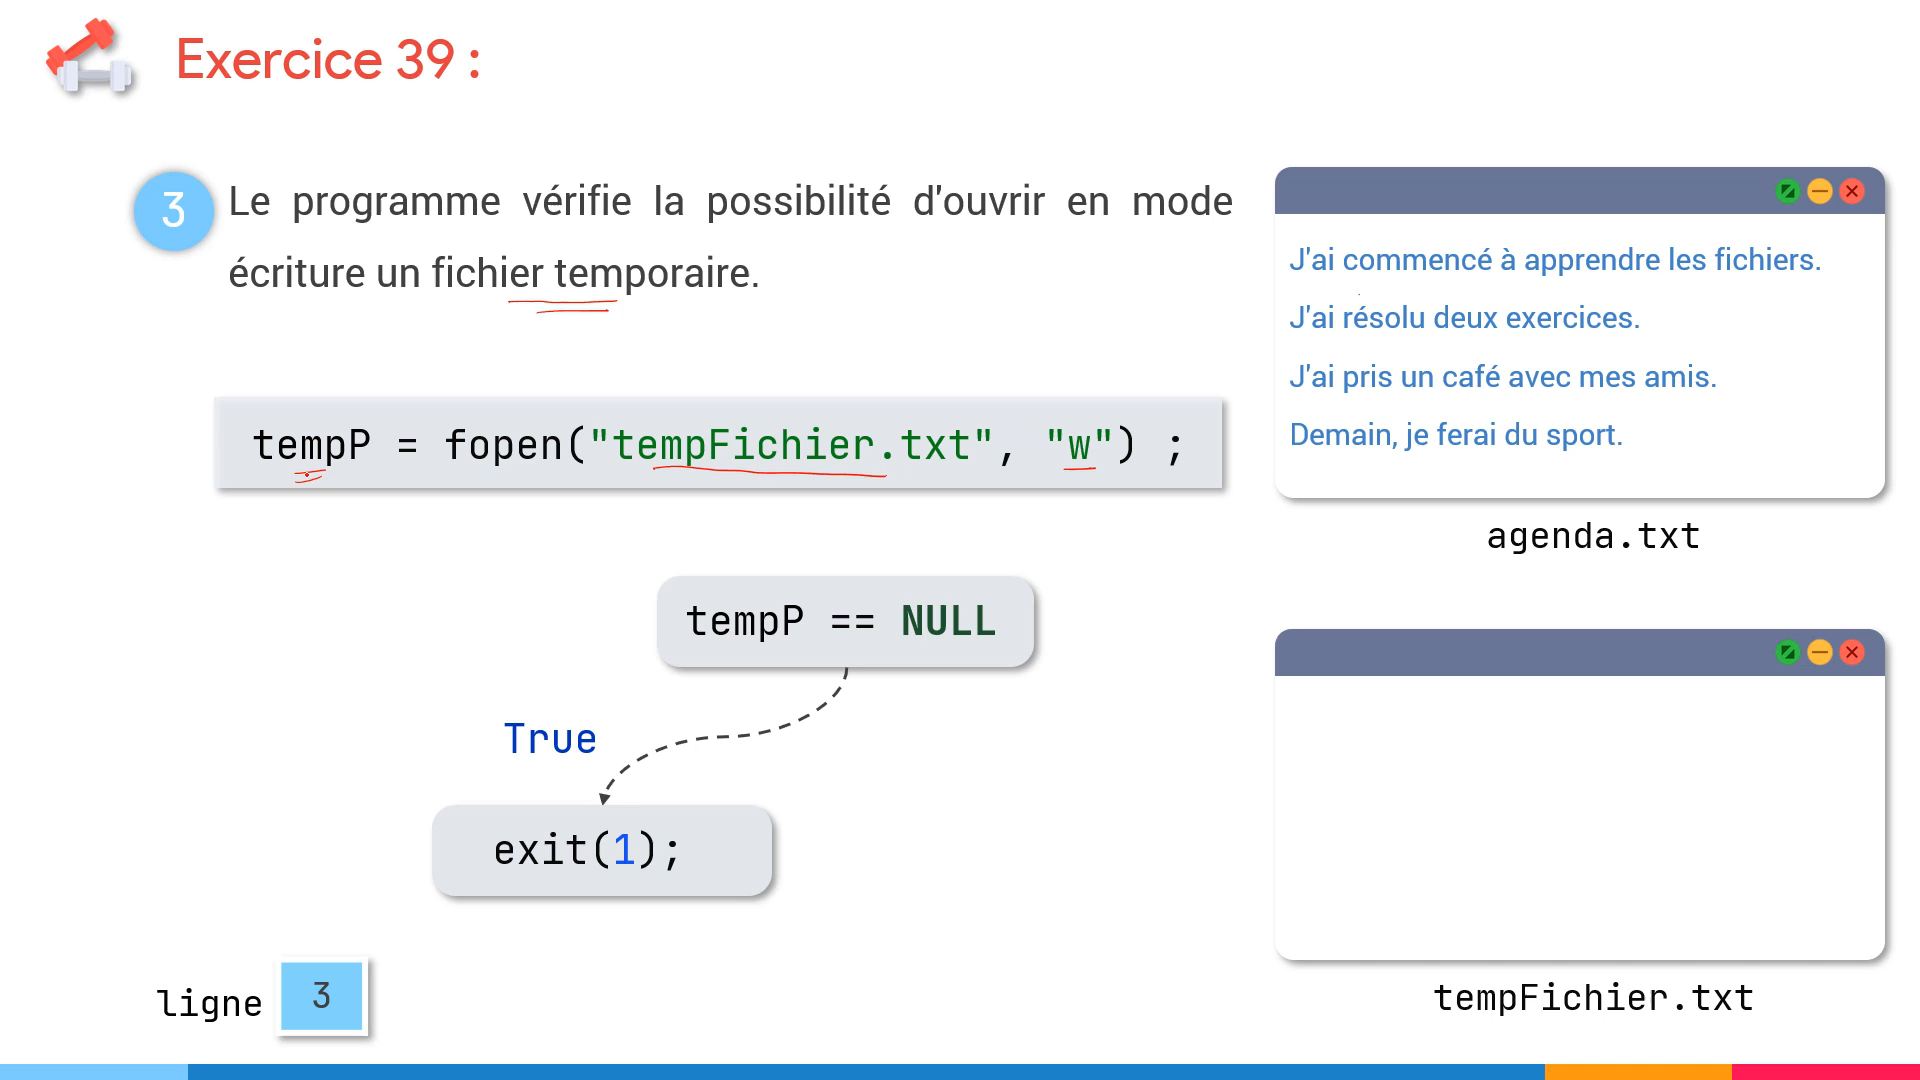 Exercice 39 :
3
Le programme vérifie la possibilité d'ouvrir en mode
écriture un fichier temporaire.
tempP = fopen("tempFichier.txt", "w") ;
tempP == NULL
True
exit(1);
ligne 3
J'ai commencé à apprendre les fichiers.
J'ai résolu deux exercices.
J'ai pris un café avec mes amis.
Demain, je ferai du sport.
agenda.txt
tempFichier.txt